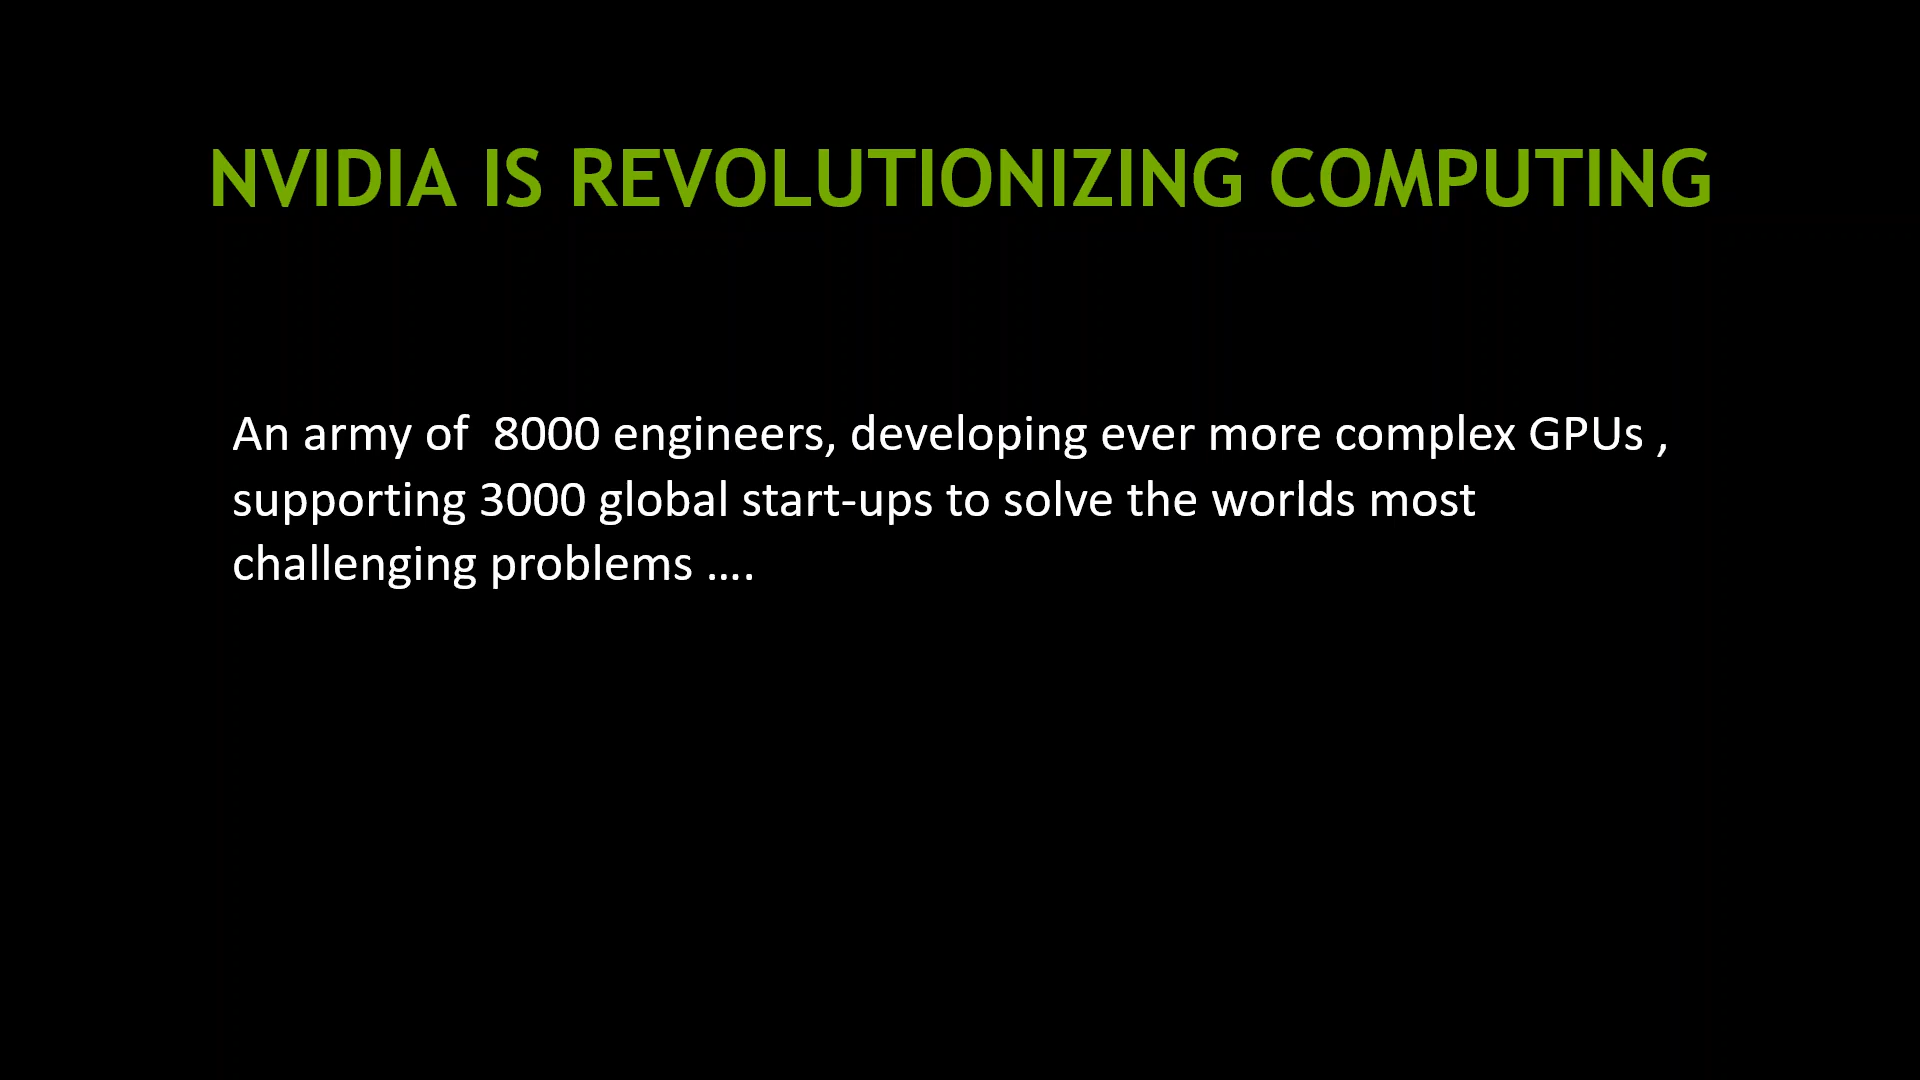 NVIDIA IS REVOLUTIONIZING COMPUTING
An army of  8000 engineers, developing ever more complex GPUs ,
supporting 3000 global start-ups to solve the worlds most
challenging problems ....